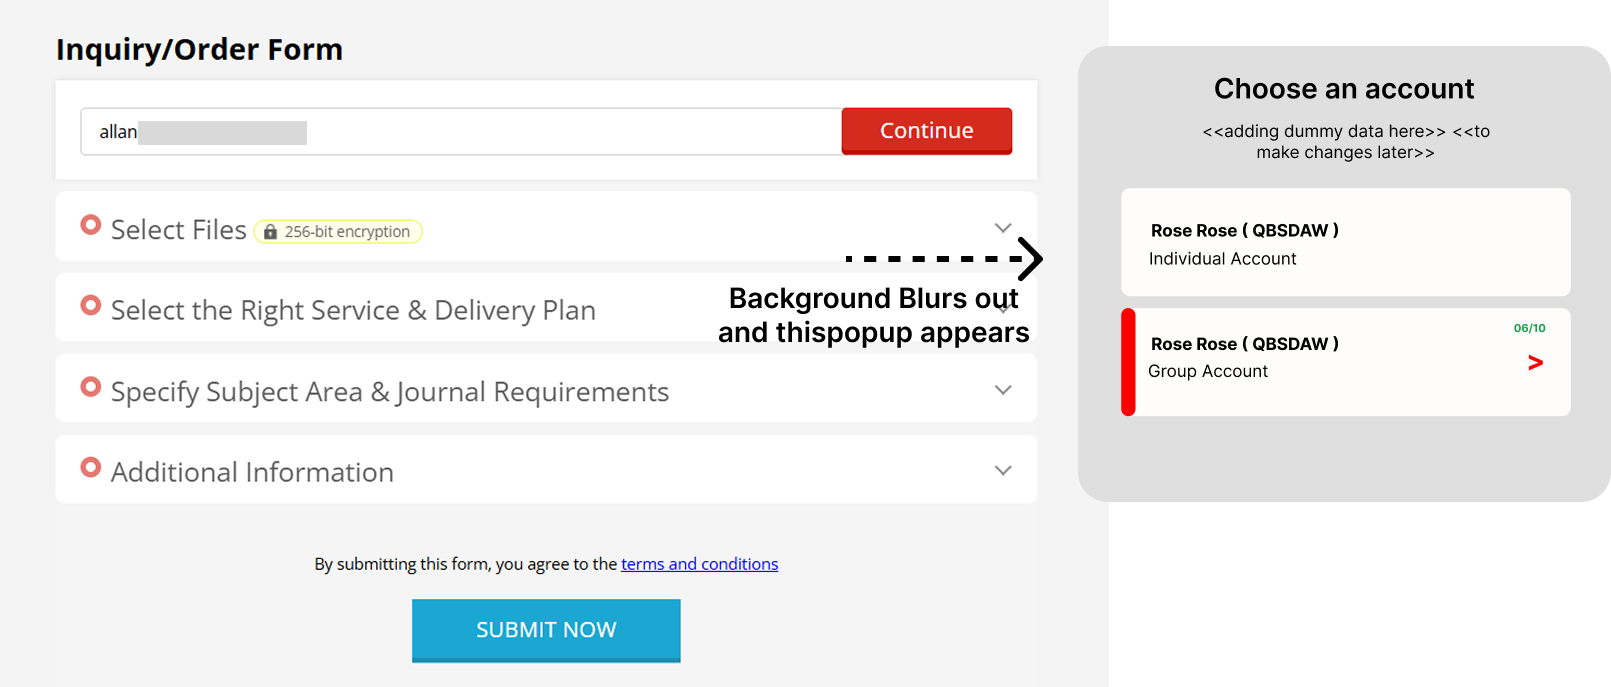 Inquiry/Order Form
allan
Continue
Select Files
256-bit encryption
Select the Right Service & Delivery Plan
Specify Subject Area & Journal Requirements
Additional Information
By submitting this form, you agree to the terms and conditions
SUBMIT NOW
Background Blurs out
and thispopup appears
Choose an account
<<adding dummy data here>> <<to
make changes later>>
Rose Rose ( QBSDAW )
Individual Account
06/10
Rose Rose ( QBSDAW )
>
Group Account